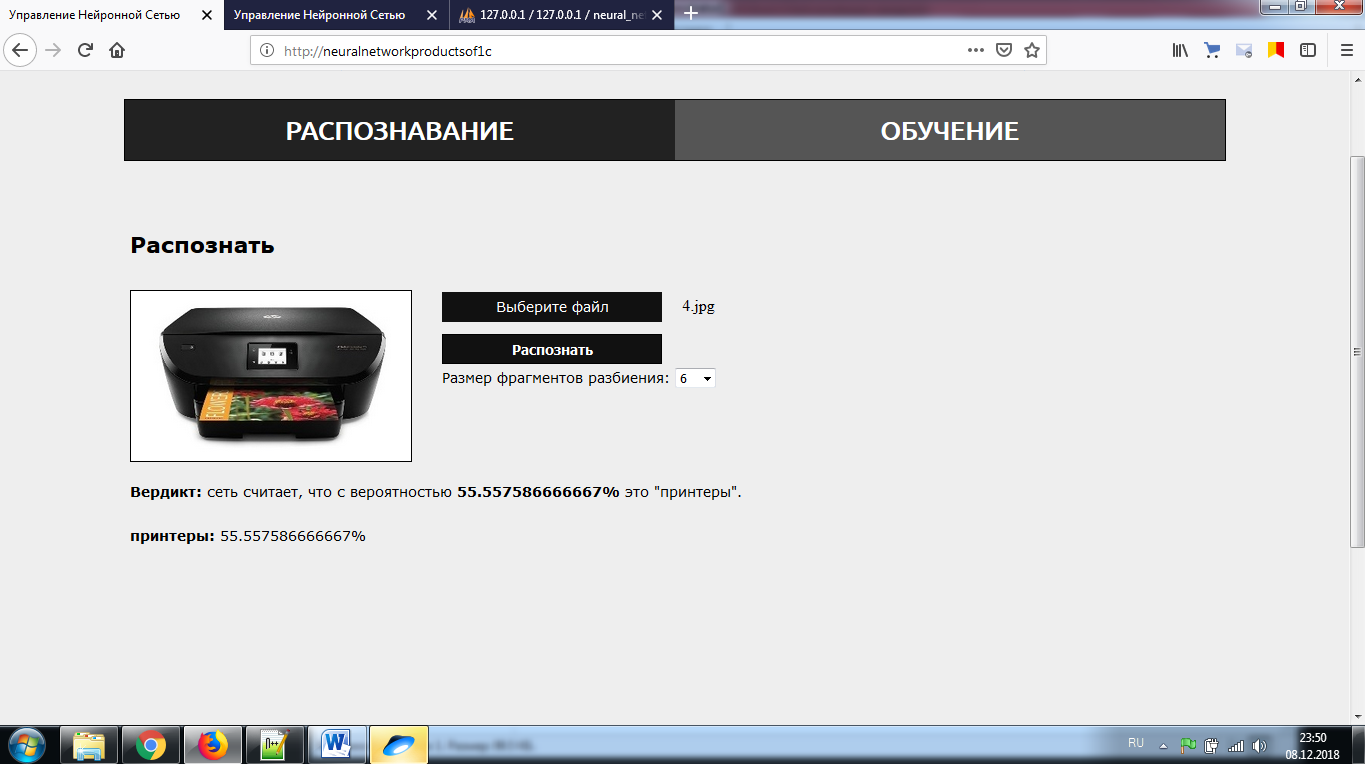 Управление Нейронной Сетью
Управление Нейронной Сетью
127.0.0.1 / 127.0.0.1 / neural_ne
http://neuralnetworkproductsof1c
РАСПОЗНАВАНИЕ
ОБУЧЕНИЕ
Распознать
Выберите файл
4.jpg
Распознать
Размер фрагментов разбиения: 6
FLOWER
Вердикт: сеть считает, что с вероятностью 55.557586666667% это "принтеры".
принтеры: 55.557586666667%
RU
23:50
08.12.2018